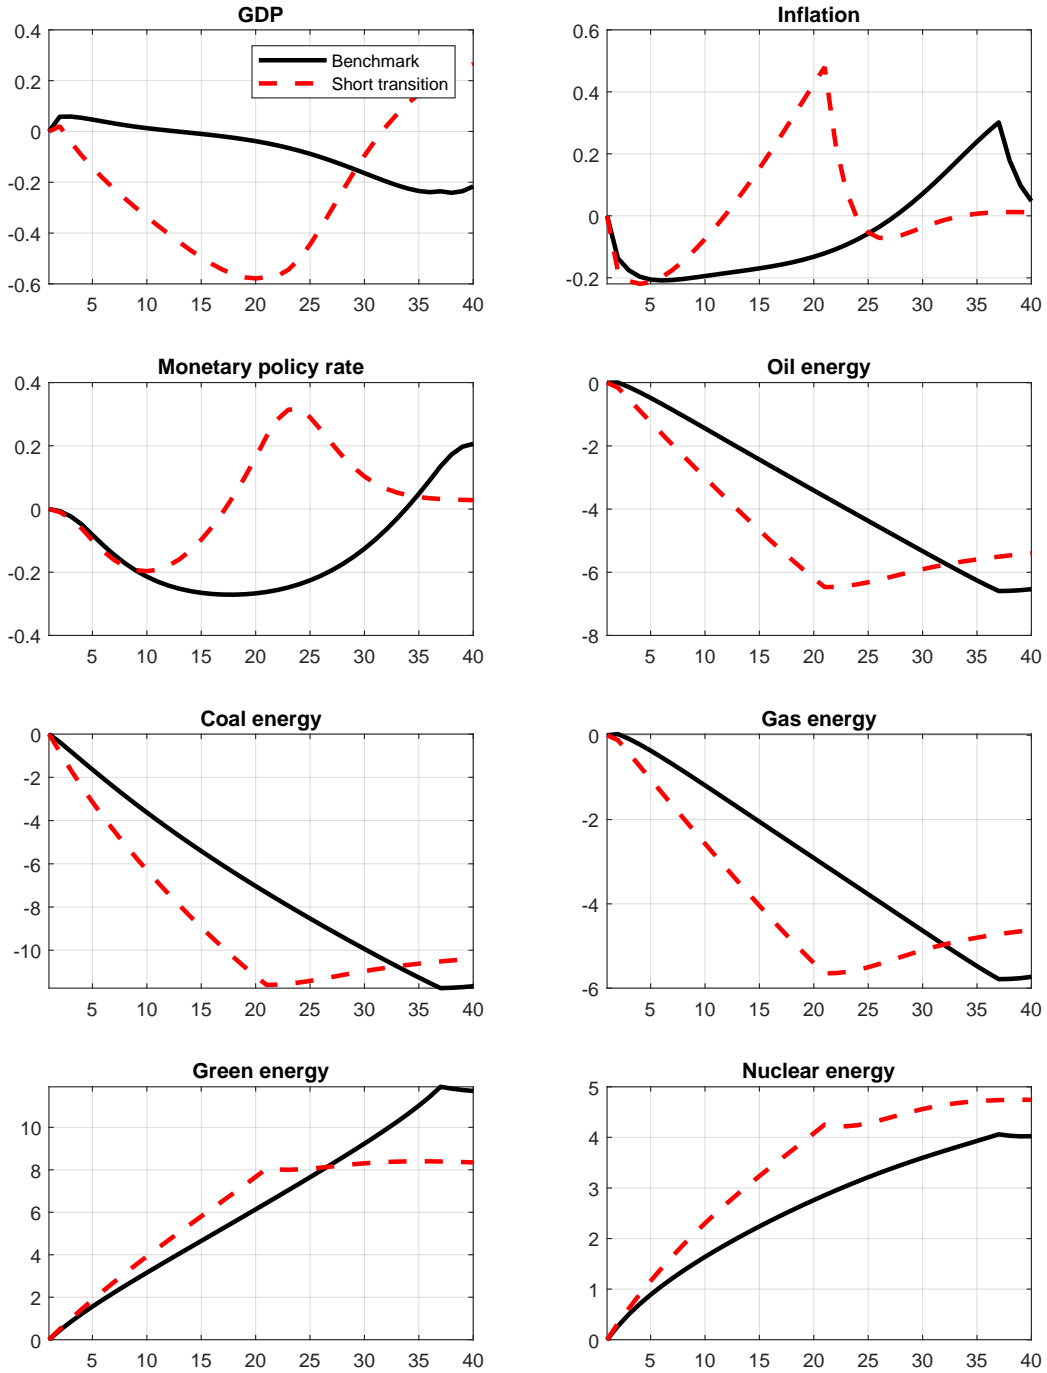 GDP
Inflation
0.4
0.2
0
-0.2
-0.4
-0.6
5 10 15 20 25 30 35 40
Benchmark
Short transition
0.6
0.4
0.2
0
-0.2
5 10 15 20 25 30 35 40
Monetary policy rate
Oil energy
0.4
0.2
0
-0.2
-0.4
5 10 15 20 25 30 35 40
0
-2
-4
-6
-8
5 10 15 20 25 30 35 40
Coal energy
Gas energy
0
-2
-4
-6
-8
-10
5 10 15 20 25 30 35 40
0
-2
-4
-6
5 10 15 20 25 30 35 40
Green energy
Nuclear energy
10
8
6
4
2
0
5 10 15 20 25 30 35 40
5
4
3
2
1
0
5 10 15 20 25 30 35 40